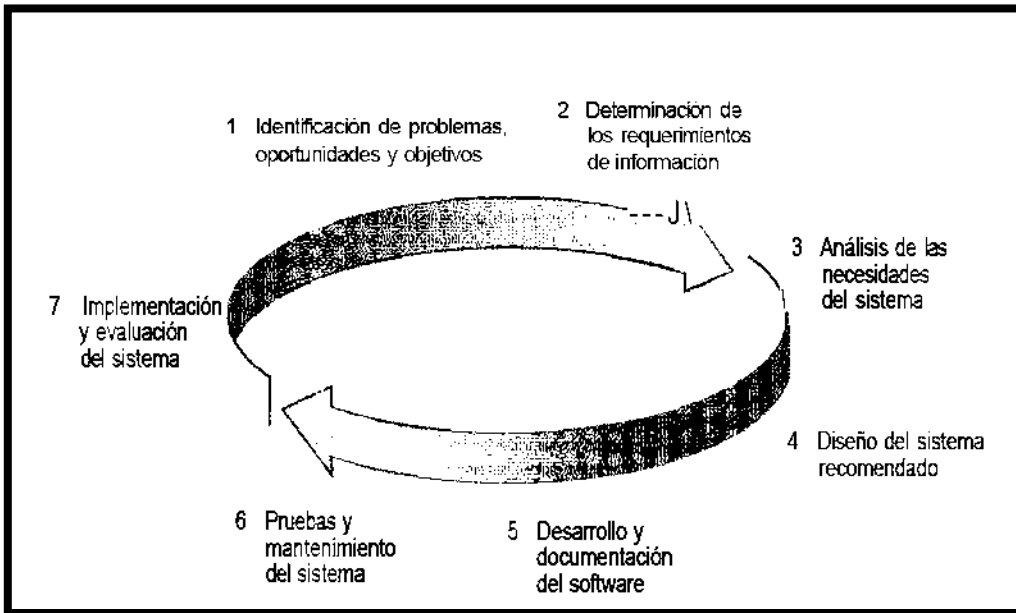 1 Identificación de problemas,
oportunidades y objetivos
2 Determinación de
los requerimientos
de información
3 Análisis de las
necesidades
del sistema
4 Diseño del sistema
recomendado
5 Desarrollo y
documentación
del software
6 Pruebas y
mantenimiento
del sistema
7 Implementación
y evaluación
del sistema